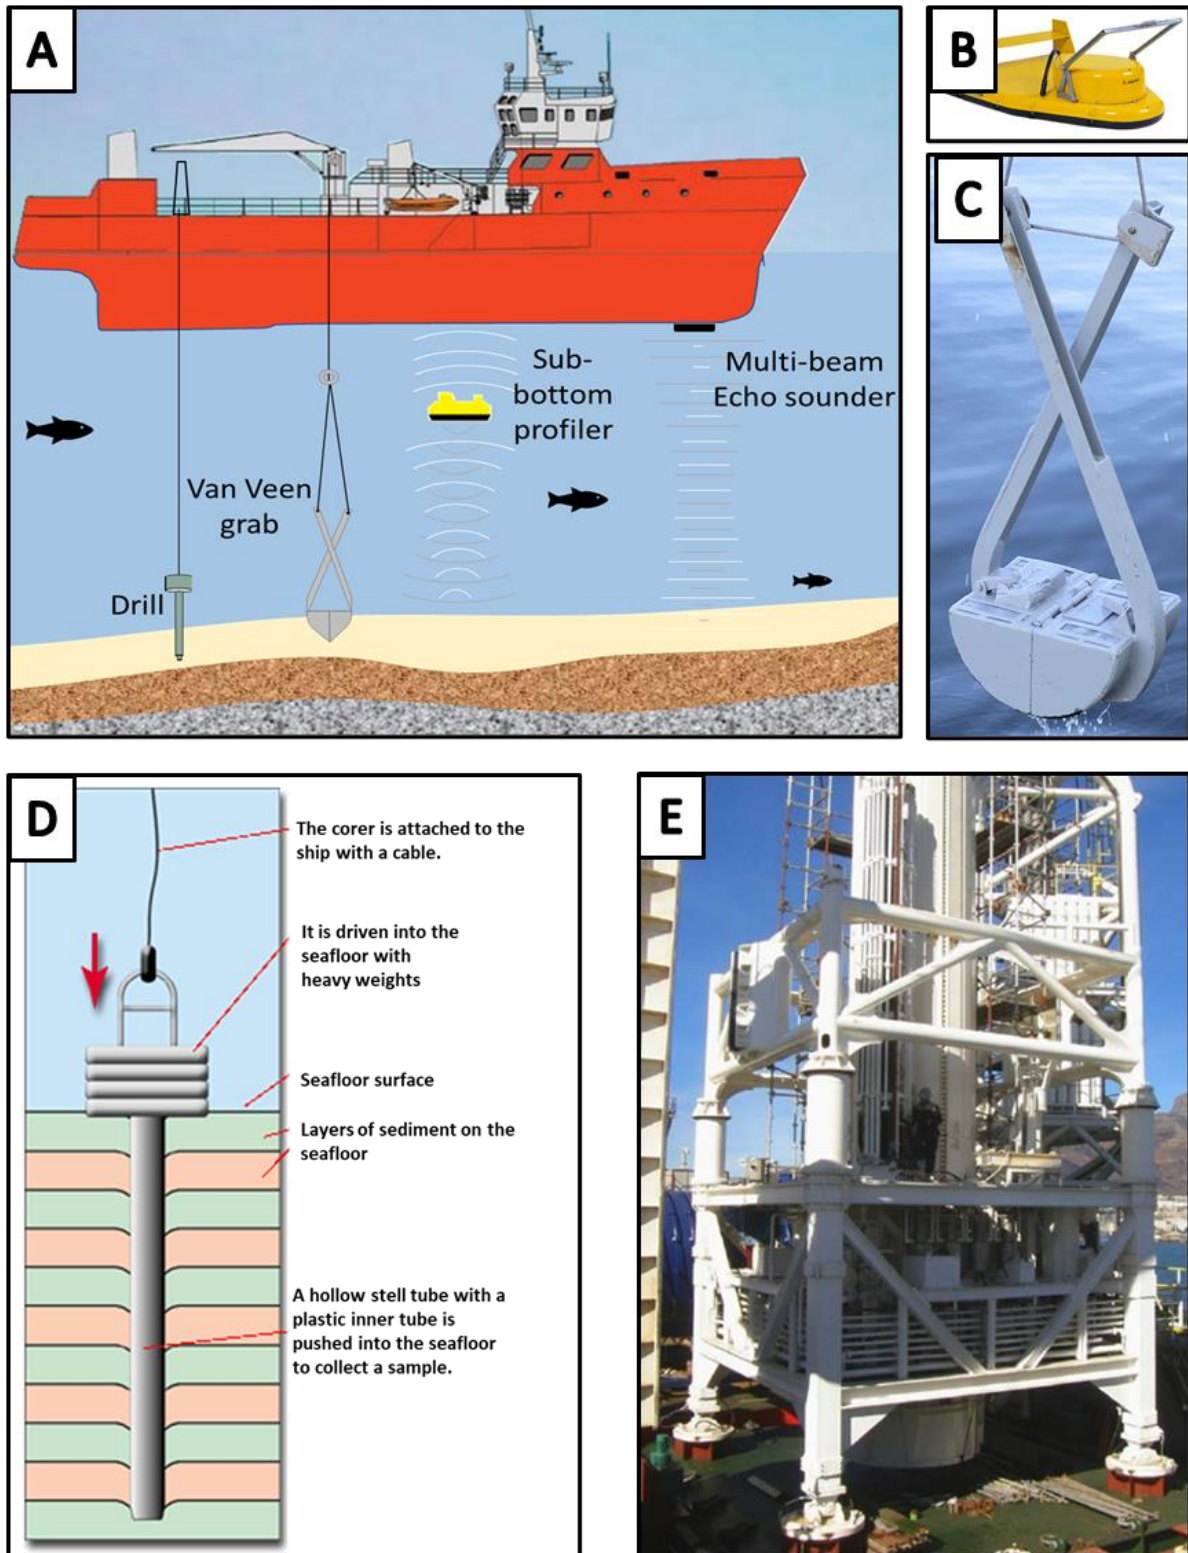 A
Sub-
bottom
profiler
Multi-beam
Echo sounder
Van Veen
grab
Drill
B
C
D
The corer is attached to the
ship with a cable.
It is driven into the
seafloor with
heavy weights
Seafloor surface
Layers of sediment on the
seafloor
A hollow stell tube with a
plastic inner tube is
pushed into the seafloor
to collect a sample.
E